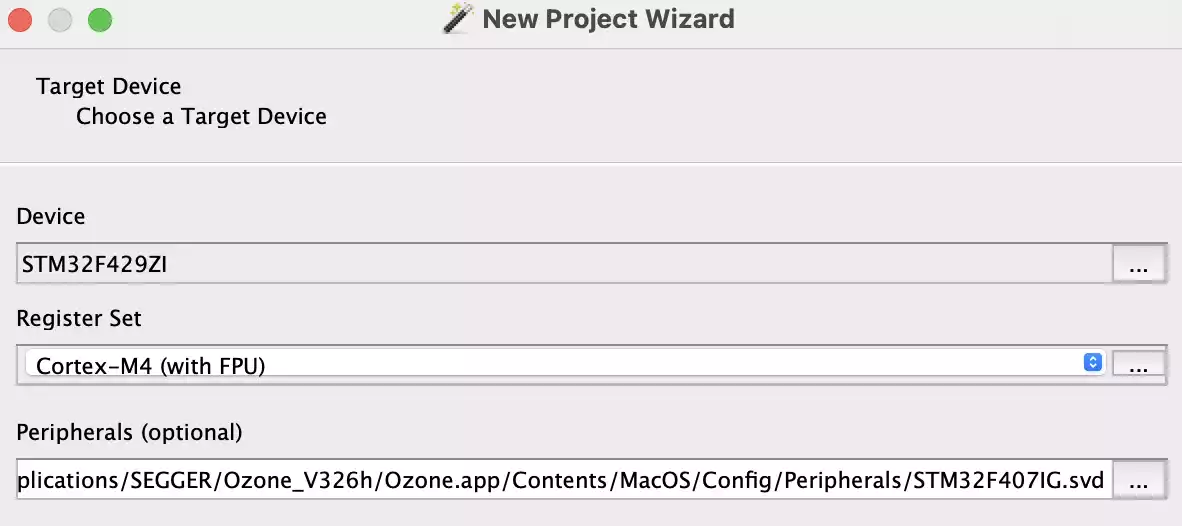 New Project Wizard
Target Device
Choose a Target Device
Device
STM32F429ZI
...
Register Set
Cortex-M4 (with FPU)
...
Peripherals (optional)
plications/SEGGER/Ozone_V326h/Ozone.app/Contents/MacOS/Config/Peripherals/STM32F407IG.svd
...